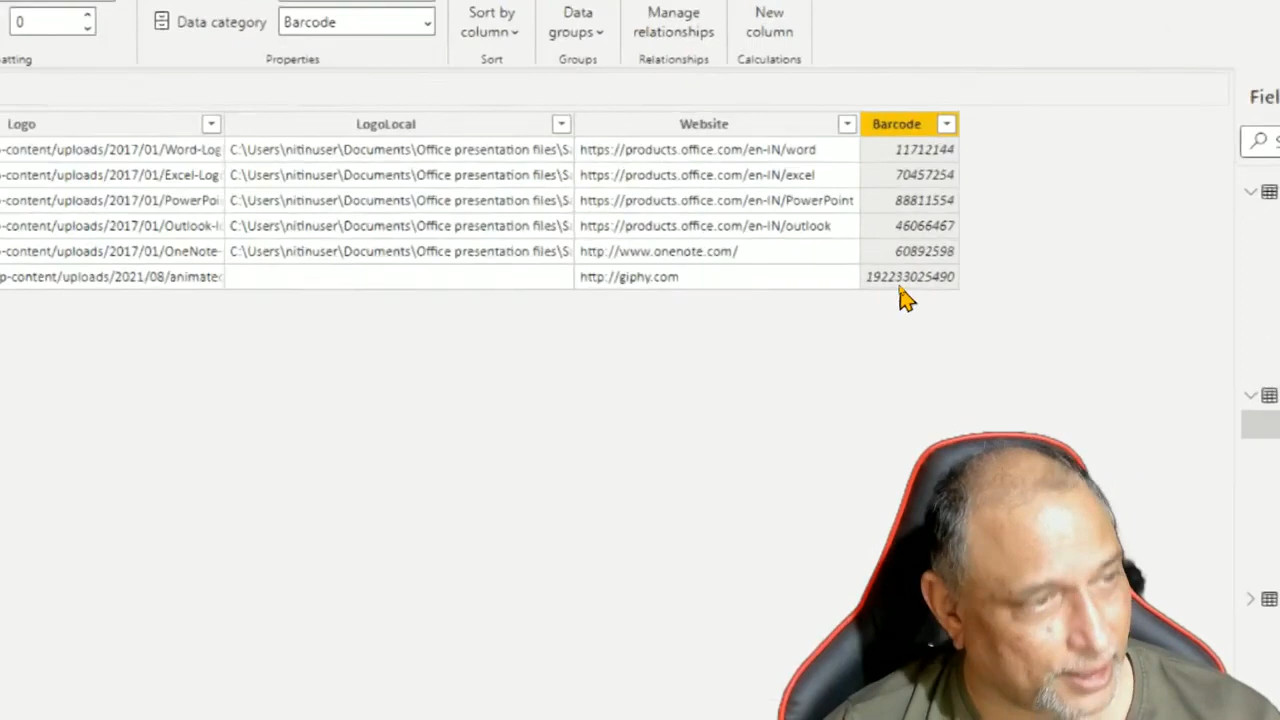 0 Data category Barcode Sort by column Data groups Manage relationships New column
atting Properties Sort Groups Relationships Calculations
Fiel
Logo LogoLocal Website Barcode
o-content/uploads/2017/01/Word-Log C:\Users\nitinuser\Documents\Office presentation files\S https://products.office.com/en-IN/word 11712144
o-content/uploads/2017/01/Excel-Log C:\Users\nitinuser\Documents\Office presentation files\S https://products.office.com/en-IN/excel 70457254
o-content/uploads/2017/01/PowerPoi C:\Users\nitinuser\Documents\Office presentation files\S https://products.office.com/en-IN/PowerPoint 88811554
o-content/uploads/2017/01/Outlook-l C:\Users\nitinuser\Documents\Office presentation files\S https://products.office.com/en-IN/outlook 46066467
o-content/uploads/2017/01/OneNote- C:\Users\nitinuser\Documents\Office presentation files\S http://www.onenote.com/ 60892598
p-content/uploads/2021/08/animate http://giphy.com 192233025490